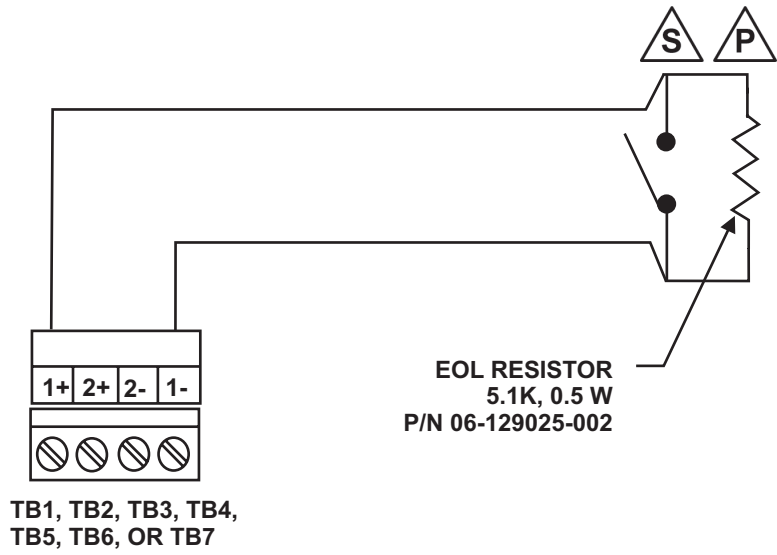 S P
1+ 2+ 2- 1-
EOL RESISTOR
5.1K, 0.5 W
P/N 06-129025-002
TB1, TB2, TB3, TB4,
TB5, TB6, OR TB7